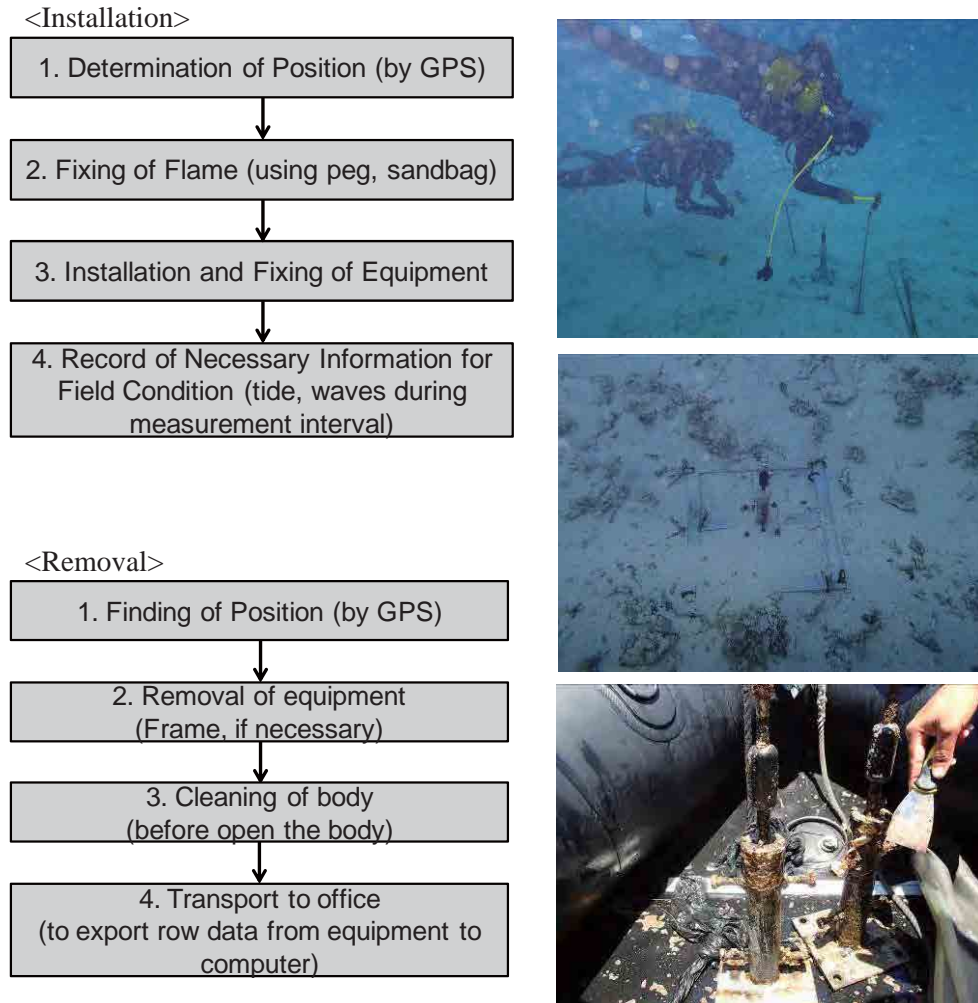 <Installation>
1. Determination of Position (by GPS)
2. Fixing of Flame (using peg, sandbag)
3. Installation and Fixing of Equipment
4. Record of Necessary Information for
Field Condition (tide, waves during
measurement interval)
<Removal>
1. Finding of Position (by GPS)
2. Removal of equipment
(Frame, if necessary)
3. Cleaning of body
(before open the body)
4. Transport to office
(to export row data from equipment to
computer)